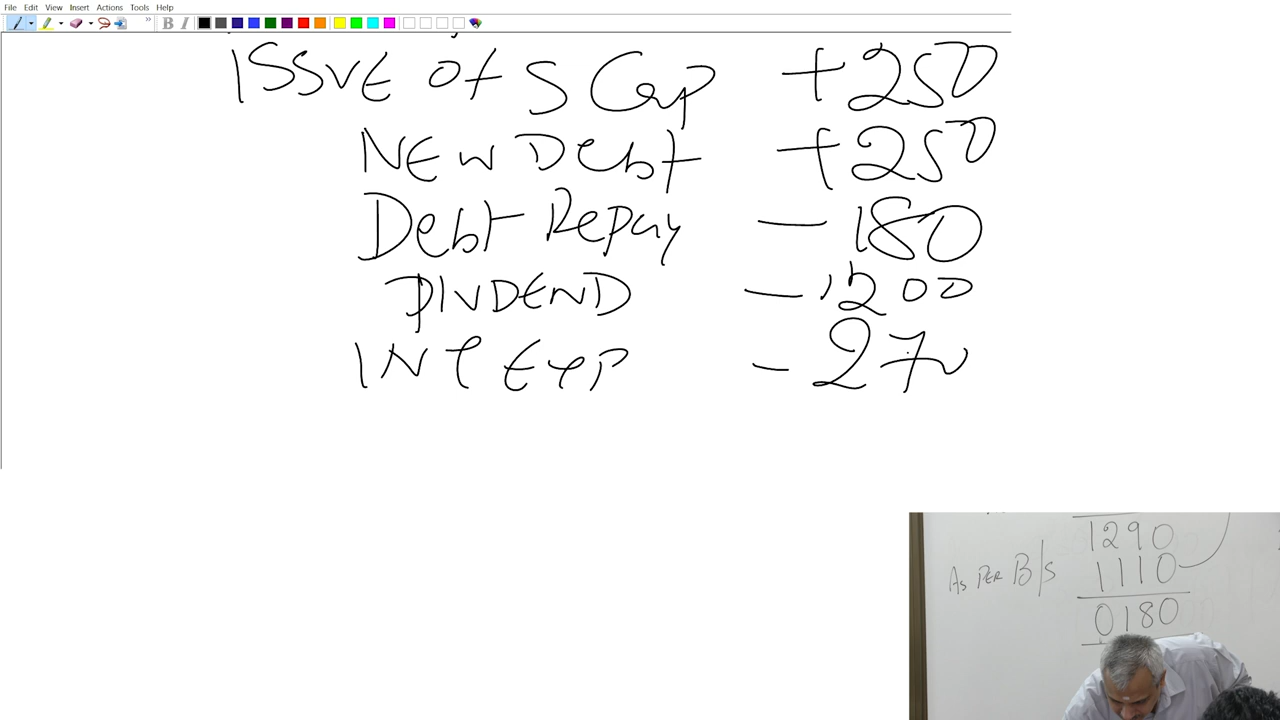 File Edit View Insert Actions Tools Help
B I
ISSUE of S Cap +250
NEW Debt +250
Debt Repay - 180
DIVDEND - 1200
INT EXP - 270
1290
AS PER B/S 1110
0180